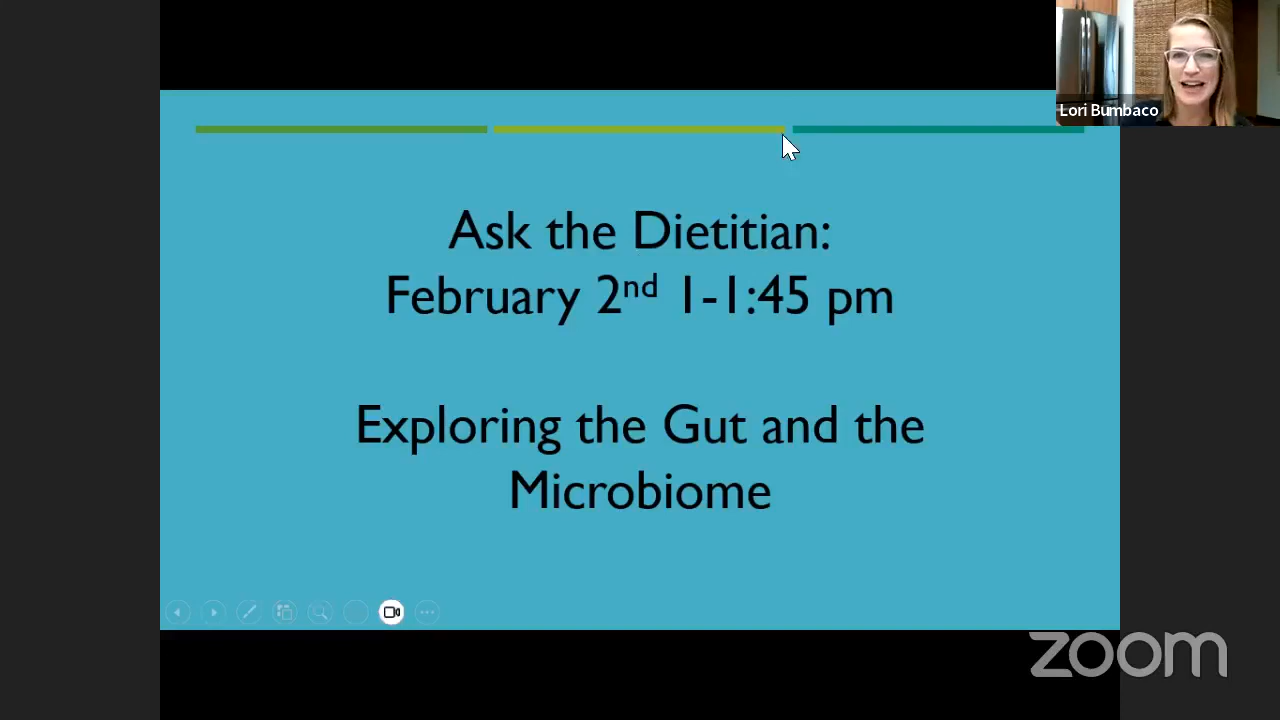 Lori Bumbaco
Ask the Dietitian:
February 2nd 1-1:45 pm
Exploring the Gut and the
Microbiome
zoom